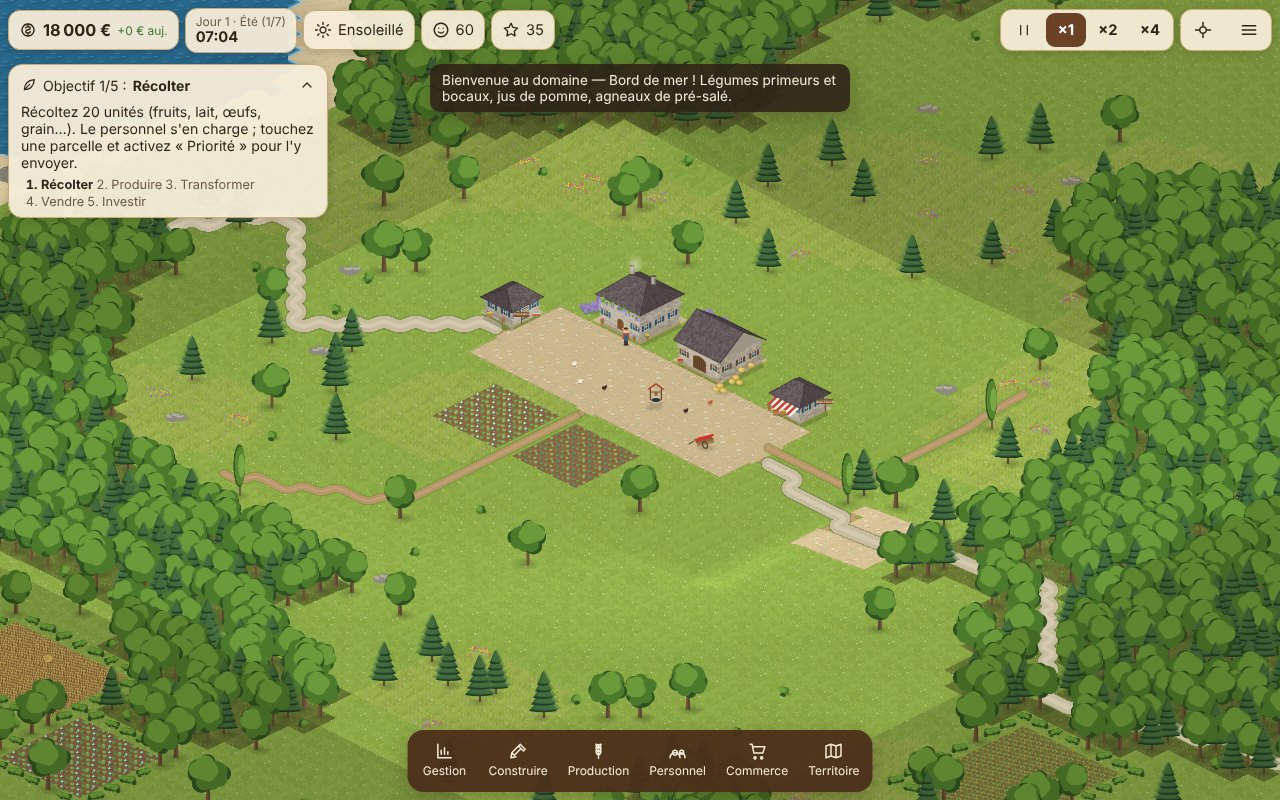 18 000 € +0 € auj.
Jour 1 · Été (1/7)
07:04
Ensoleillé
60
35
×1 ×2 ×4
Objectif 1/5 : Récolter
Récoltez 20 unités (fruits, lait, œufs,
grain...). Le personnel s'en charge ; touchez
une parcelle et activez « Priorité » pour l'y
envoyer.
1. Récolter 2. Produire 3. Transformer
4. Vendre 5. Investir
Bienvenue au domaine — Bord de mer ! Légumes primeurs et
bocaux, jus de pomme, agneaux de pré-salé.
Gestion Construire Production Personnel Commerce Territoire